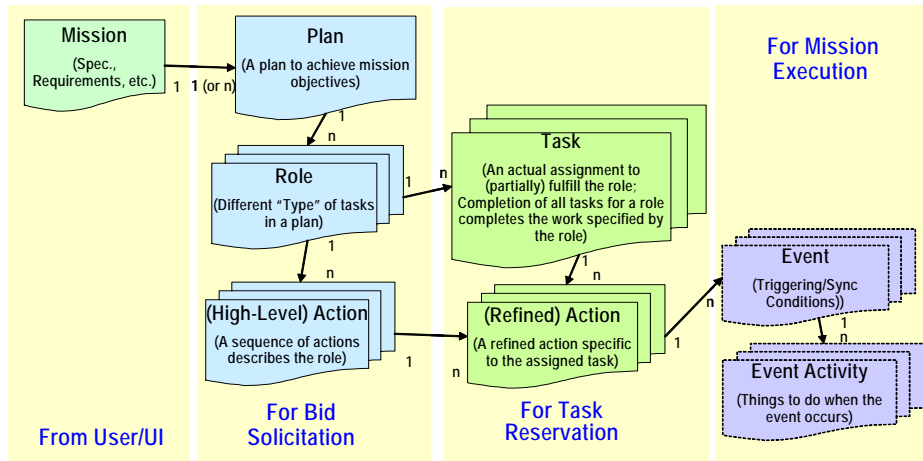 Mission
(Spec.,
Requirements, etc.)
1
1 (or n)
Plan
(A plan to achieve mission
objectives)
1
n
Role
(Different “Type” of tasks
in a plan)
1
n
1
n
(High-Level) Action
(A sequence of actions
describes the role)
1
n
Task
(An actual assignment to
(partially) fulfill the role;
Completion of all tasks for a role
completes the work specified by
the role)
1
n
(Refined) Action
(A refined action specific
to the assigned task)
1
n
For Mission
Execution
Event
(Triggering/Sync
Conditions))
1
n
Event Activity
(Things to do when the
event occurs)
From User/UI
For Bid
Solicitation
For Task
Reservation